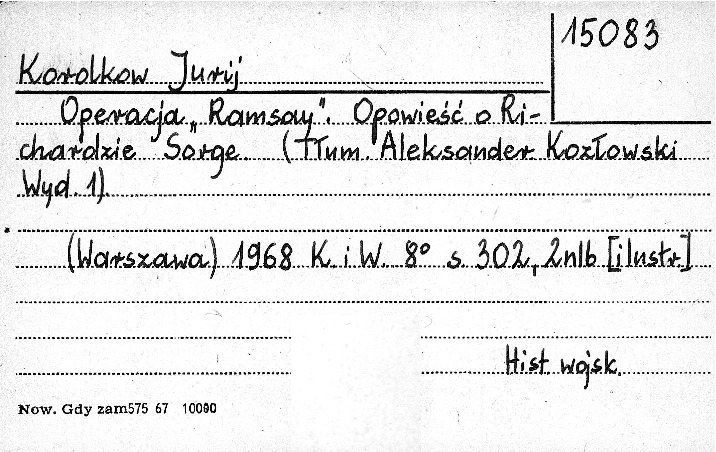 15083
Korolkow Jurij
Operacja „Ramsay". Opowieść o Ri-
chardzie Sorge. (Tłum. Aleksander Kozłowski
Wyd. 1).
(Warszawa) 1968 K. i W. 8° s. 302, 2nlb [ilustr.]
Hist. wojsk.
Now. Gdy zam575 67 10000